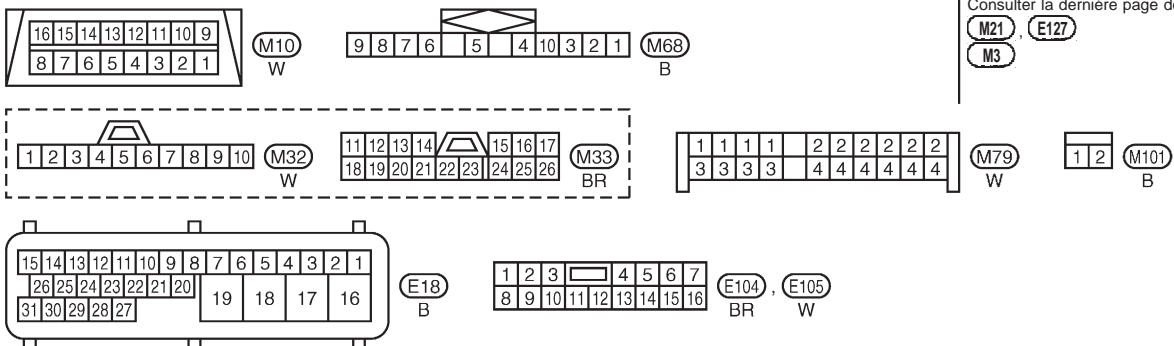 Consulter la dernière page de
M21 , E127
M3
16 15 14 13 12 11 10 9
8 7 6 5 4 3 2 1
M10
W
9 8 7 6 5 4 10 3 2 1
M68
B
1 2 3 4 5 6 7 8 9 10
M32
W
11 12 13 14 15 16 17
18 19 20 21 22 23 24 25 26
M33
BR
1 1 1 1 2 2 2 2 2 2
3 3 3 3 4 4 4 4 4 4
M79
W
1 2
M101
B
15 14 13 12 11 10 9 8 7 6 5 4 3 2 1
26 25 24 23 22 21 20
19 18 17 16
31 30 29 28 27
E18
B
1 2 3 4 5 6 7
8 9 10 11 12 13 14 15 16
E104 , E105
BR W